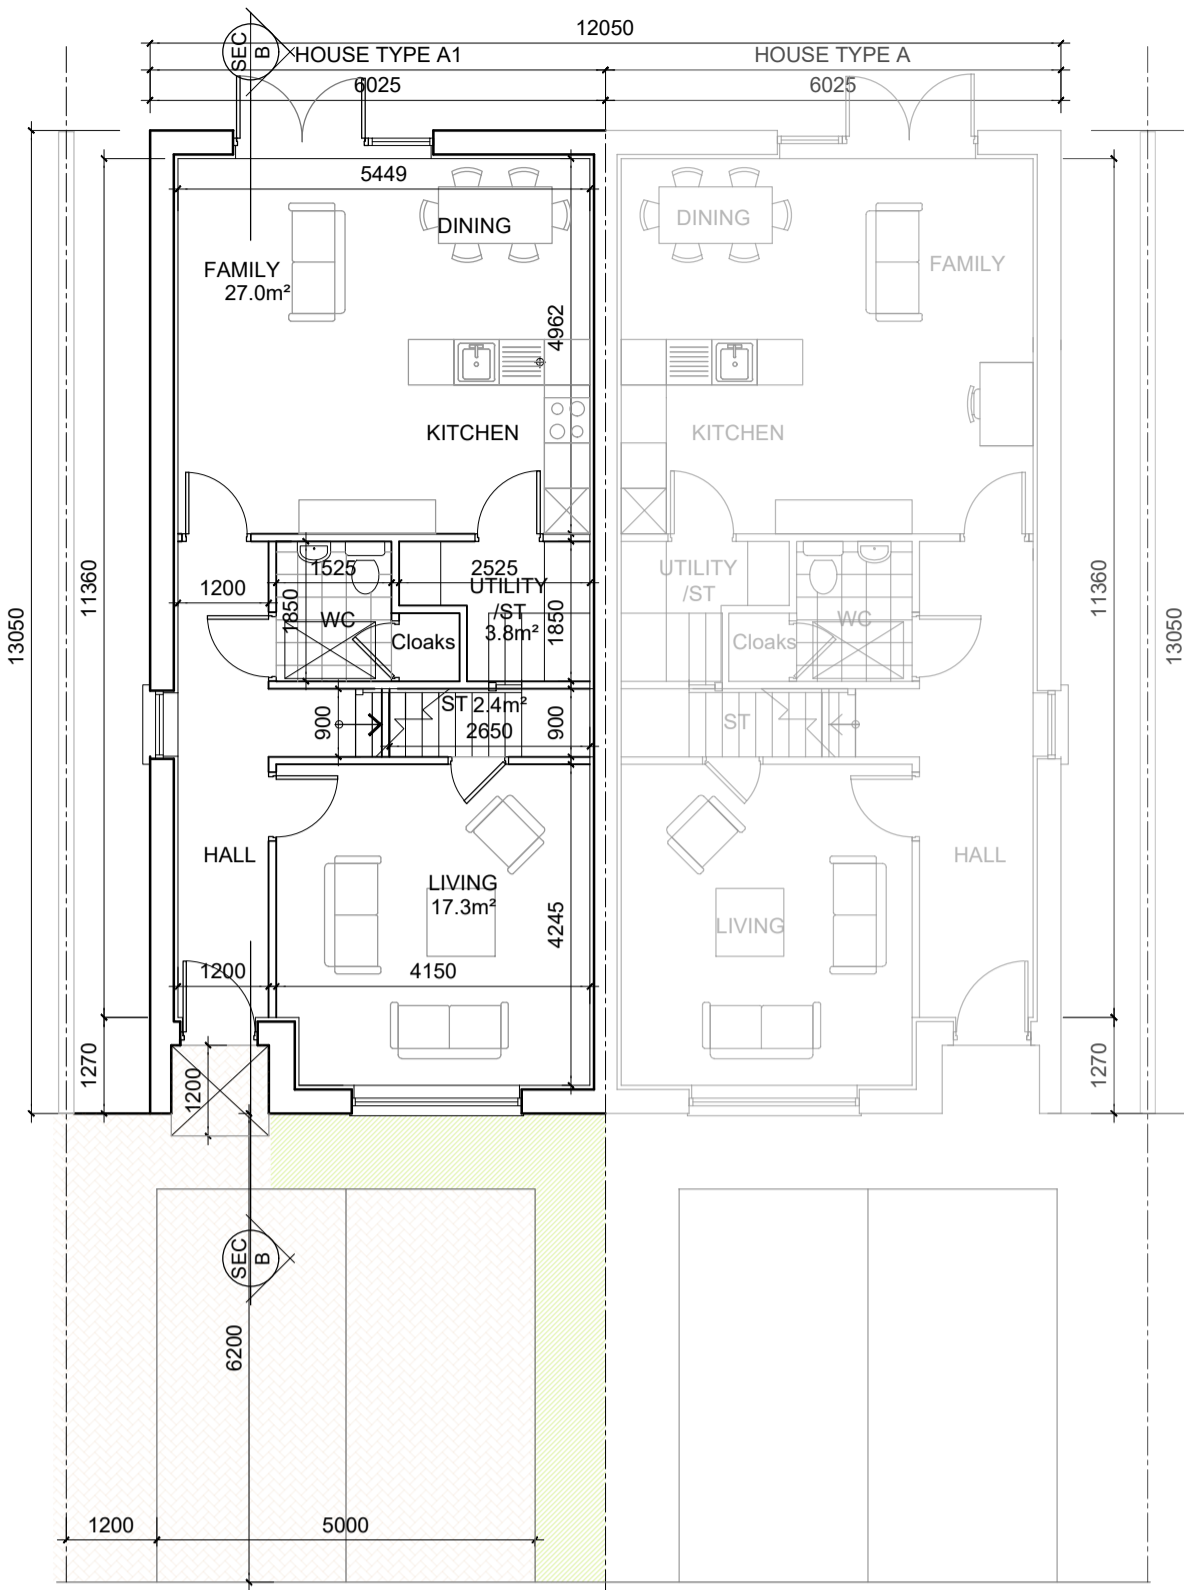 12050
SEC
B
HOUSE TYPE A1
HOUSE TYPE A
6025
6025
5449
DINING
DINING
FAMILY
27.0m²
FAMILY
4962
KITCHEN
KITCHEN
13050
11360
11360
13050
1525
2525
1200
1850
WC
UTILITY
/ST
3.8m²
1850
Cloaks
UTILITY
/ST
WC
Cloaks
900
ST 2.4m²
2650
900
ST
HALL
LIVING
17.3m²
4245
LIVING
HALL
1200
4150
1270
1200
1270
SEC
B
6200
1200
5000